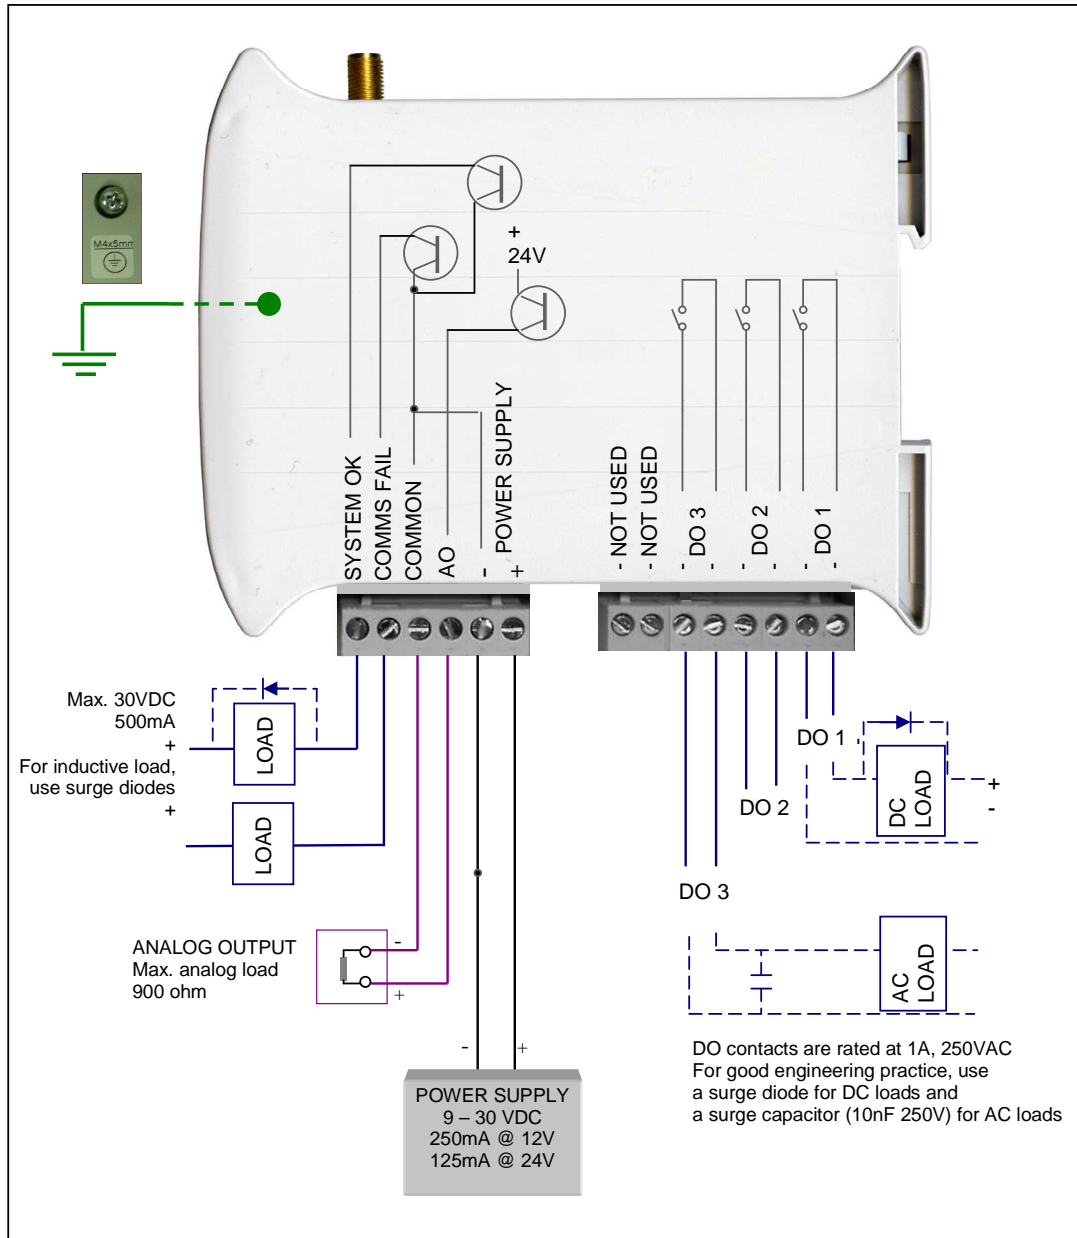 M4x5mm
+
24V
SYSTEM OK
COMMS FAIL
COMMON
AO
-
+
POWER SUPPLY
- NOT USED
- NOT USED
- DO 3 -
- DO 2 -
- DO 1 -
Max. 30VDC
500mA
+
For inductive load,
use surge diodes
+
LOAD
LOAD
DO 1
DO 2
DO 3
DC
LOAD
+
-
ANALOG OUTPUT
Max. analog load
900 ohm
-
+
AC
LOAD
- +
POWER SUPPLY
9 – 30 VDC
250mA @ 12V
125mA @ 24V
DO contacts are rated at 1A, 250VAC
For good engineering practice, use
a surge diode for DC loads and
a surge capacitor (10nF 250V) for AC loads